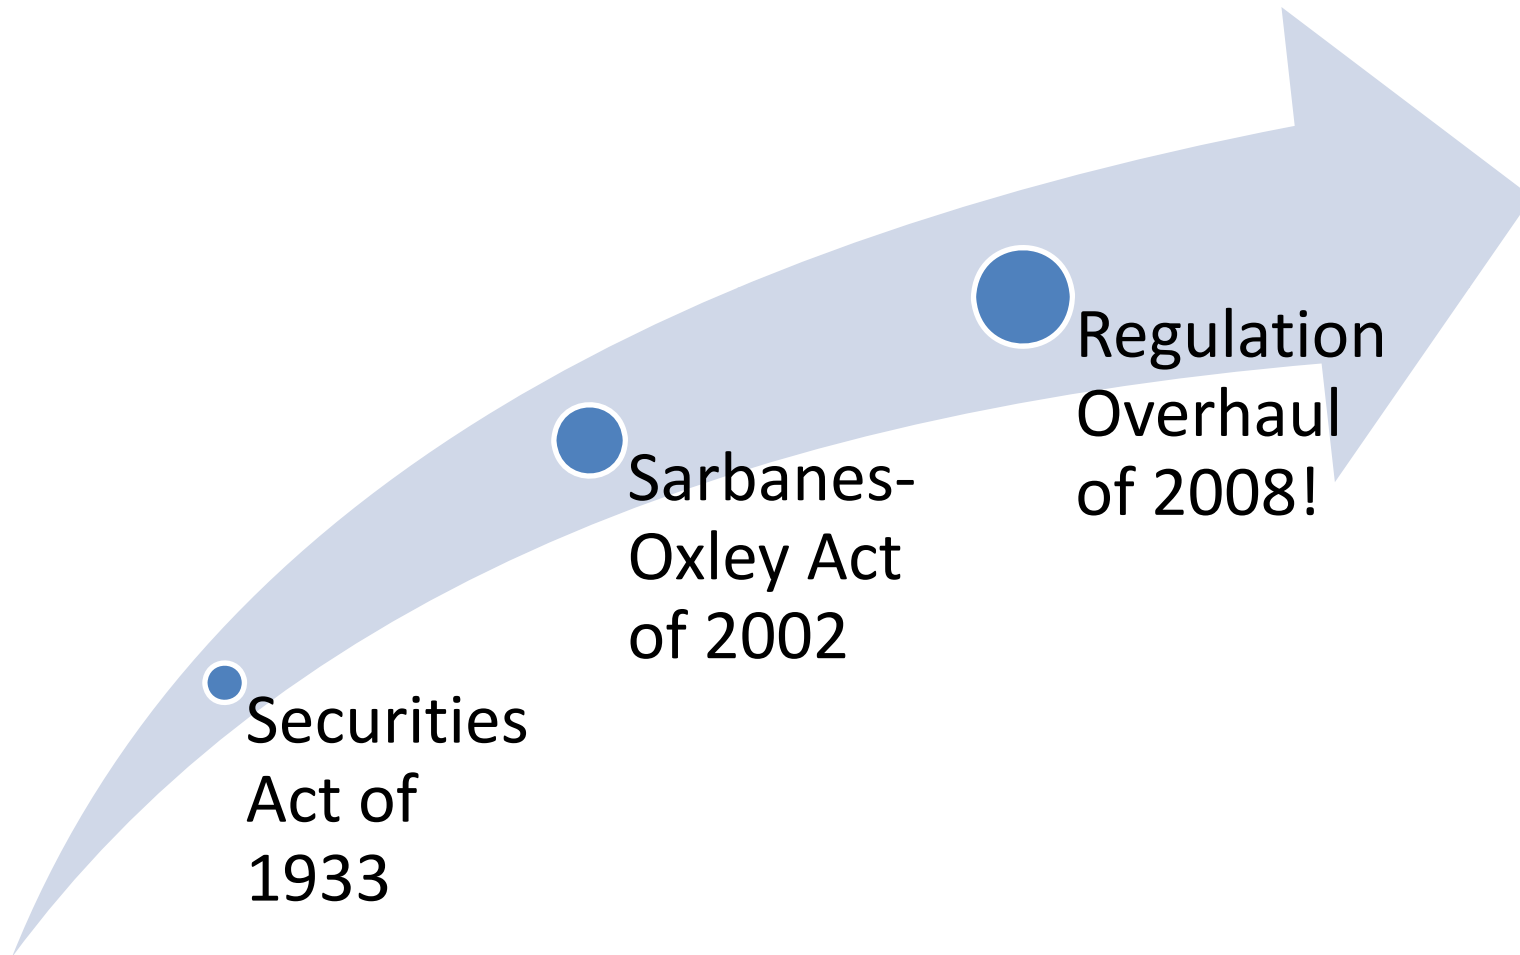 Securities
Act of
1933
Sarbanes-
Oxley Act
of 2002
Regulation
Overhaul
of 2008!